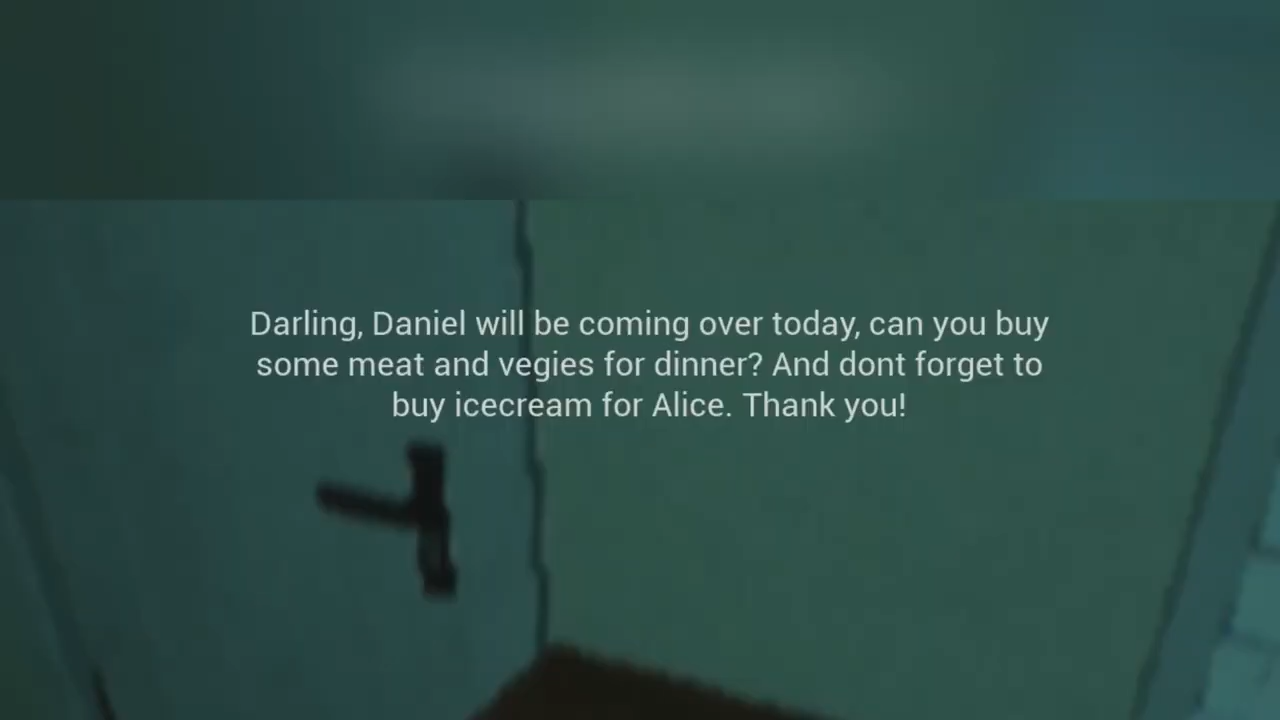 Darling, Daniel will be coming over today, can you buy
some meat and vegies for dinner? And dont forget to
buy icecream for Alice. Thank you!